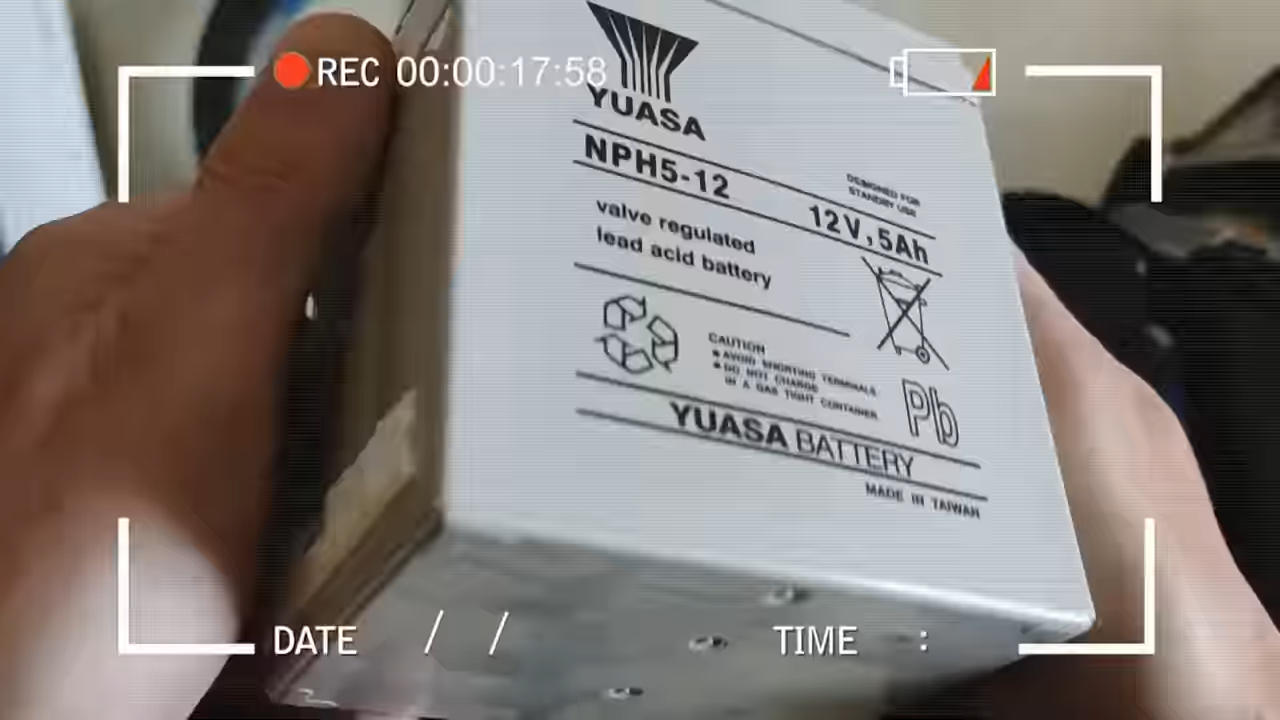 REC 00:00:17:58
YUASA
NPH5-12
DESIGNED FOR
STANDBY USE
12V,5Ah
valve regulated
lead acid battery
CAUTION
● AVOID SHORTING TERMINALS
● DO NOT CHARGE
IN A GAS TIGHT CONTAINER
Pb
YUASA BATTERY
MADE IN TAIWAN
DATE / / TIME :